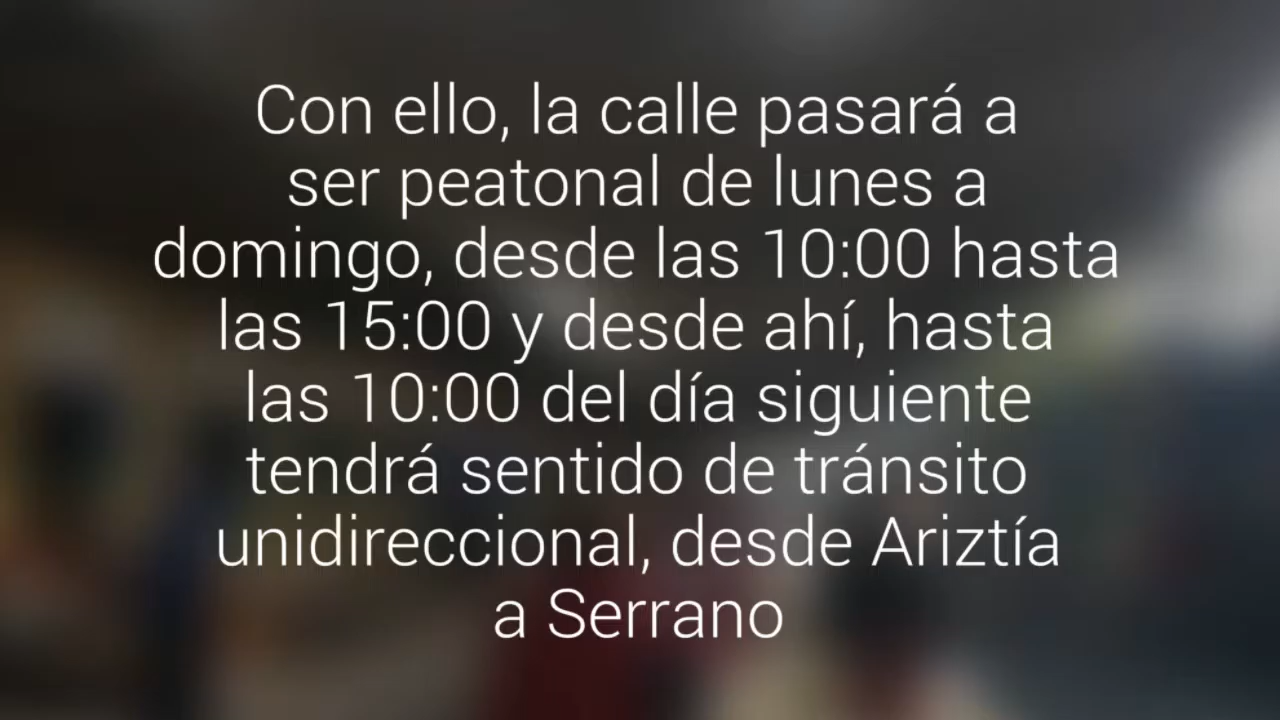 Con ello, la calle pasará a
ser peatonal de lunes a
domingo, desde las 10:00 hasta
las 15:00 y desde ahí, hasta
las 10:00 del día siguiente
tendrá sentido de tránsito
unidireccional, desde Ariztía
a Serrano